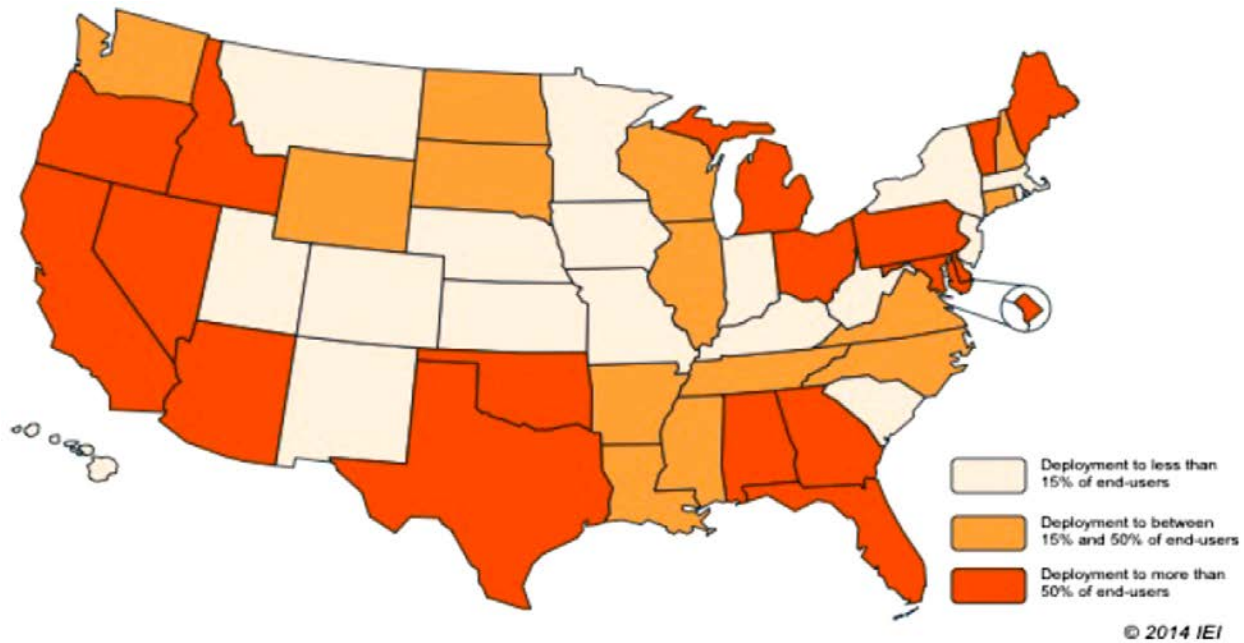 Deployment to less than
15% of end-users
Deployment to between
15% and 50% of end-users
Deployment to more than
50% of end-users
© 2014 IEI